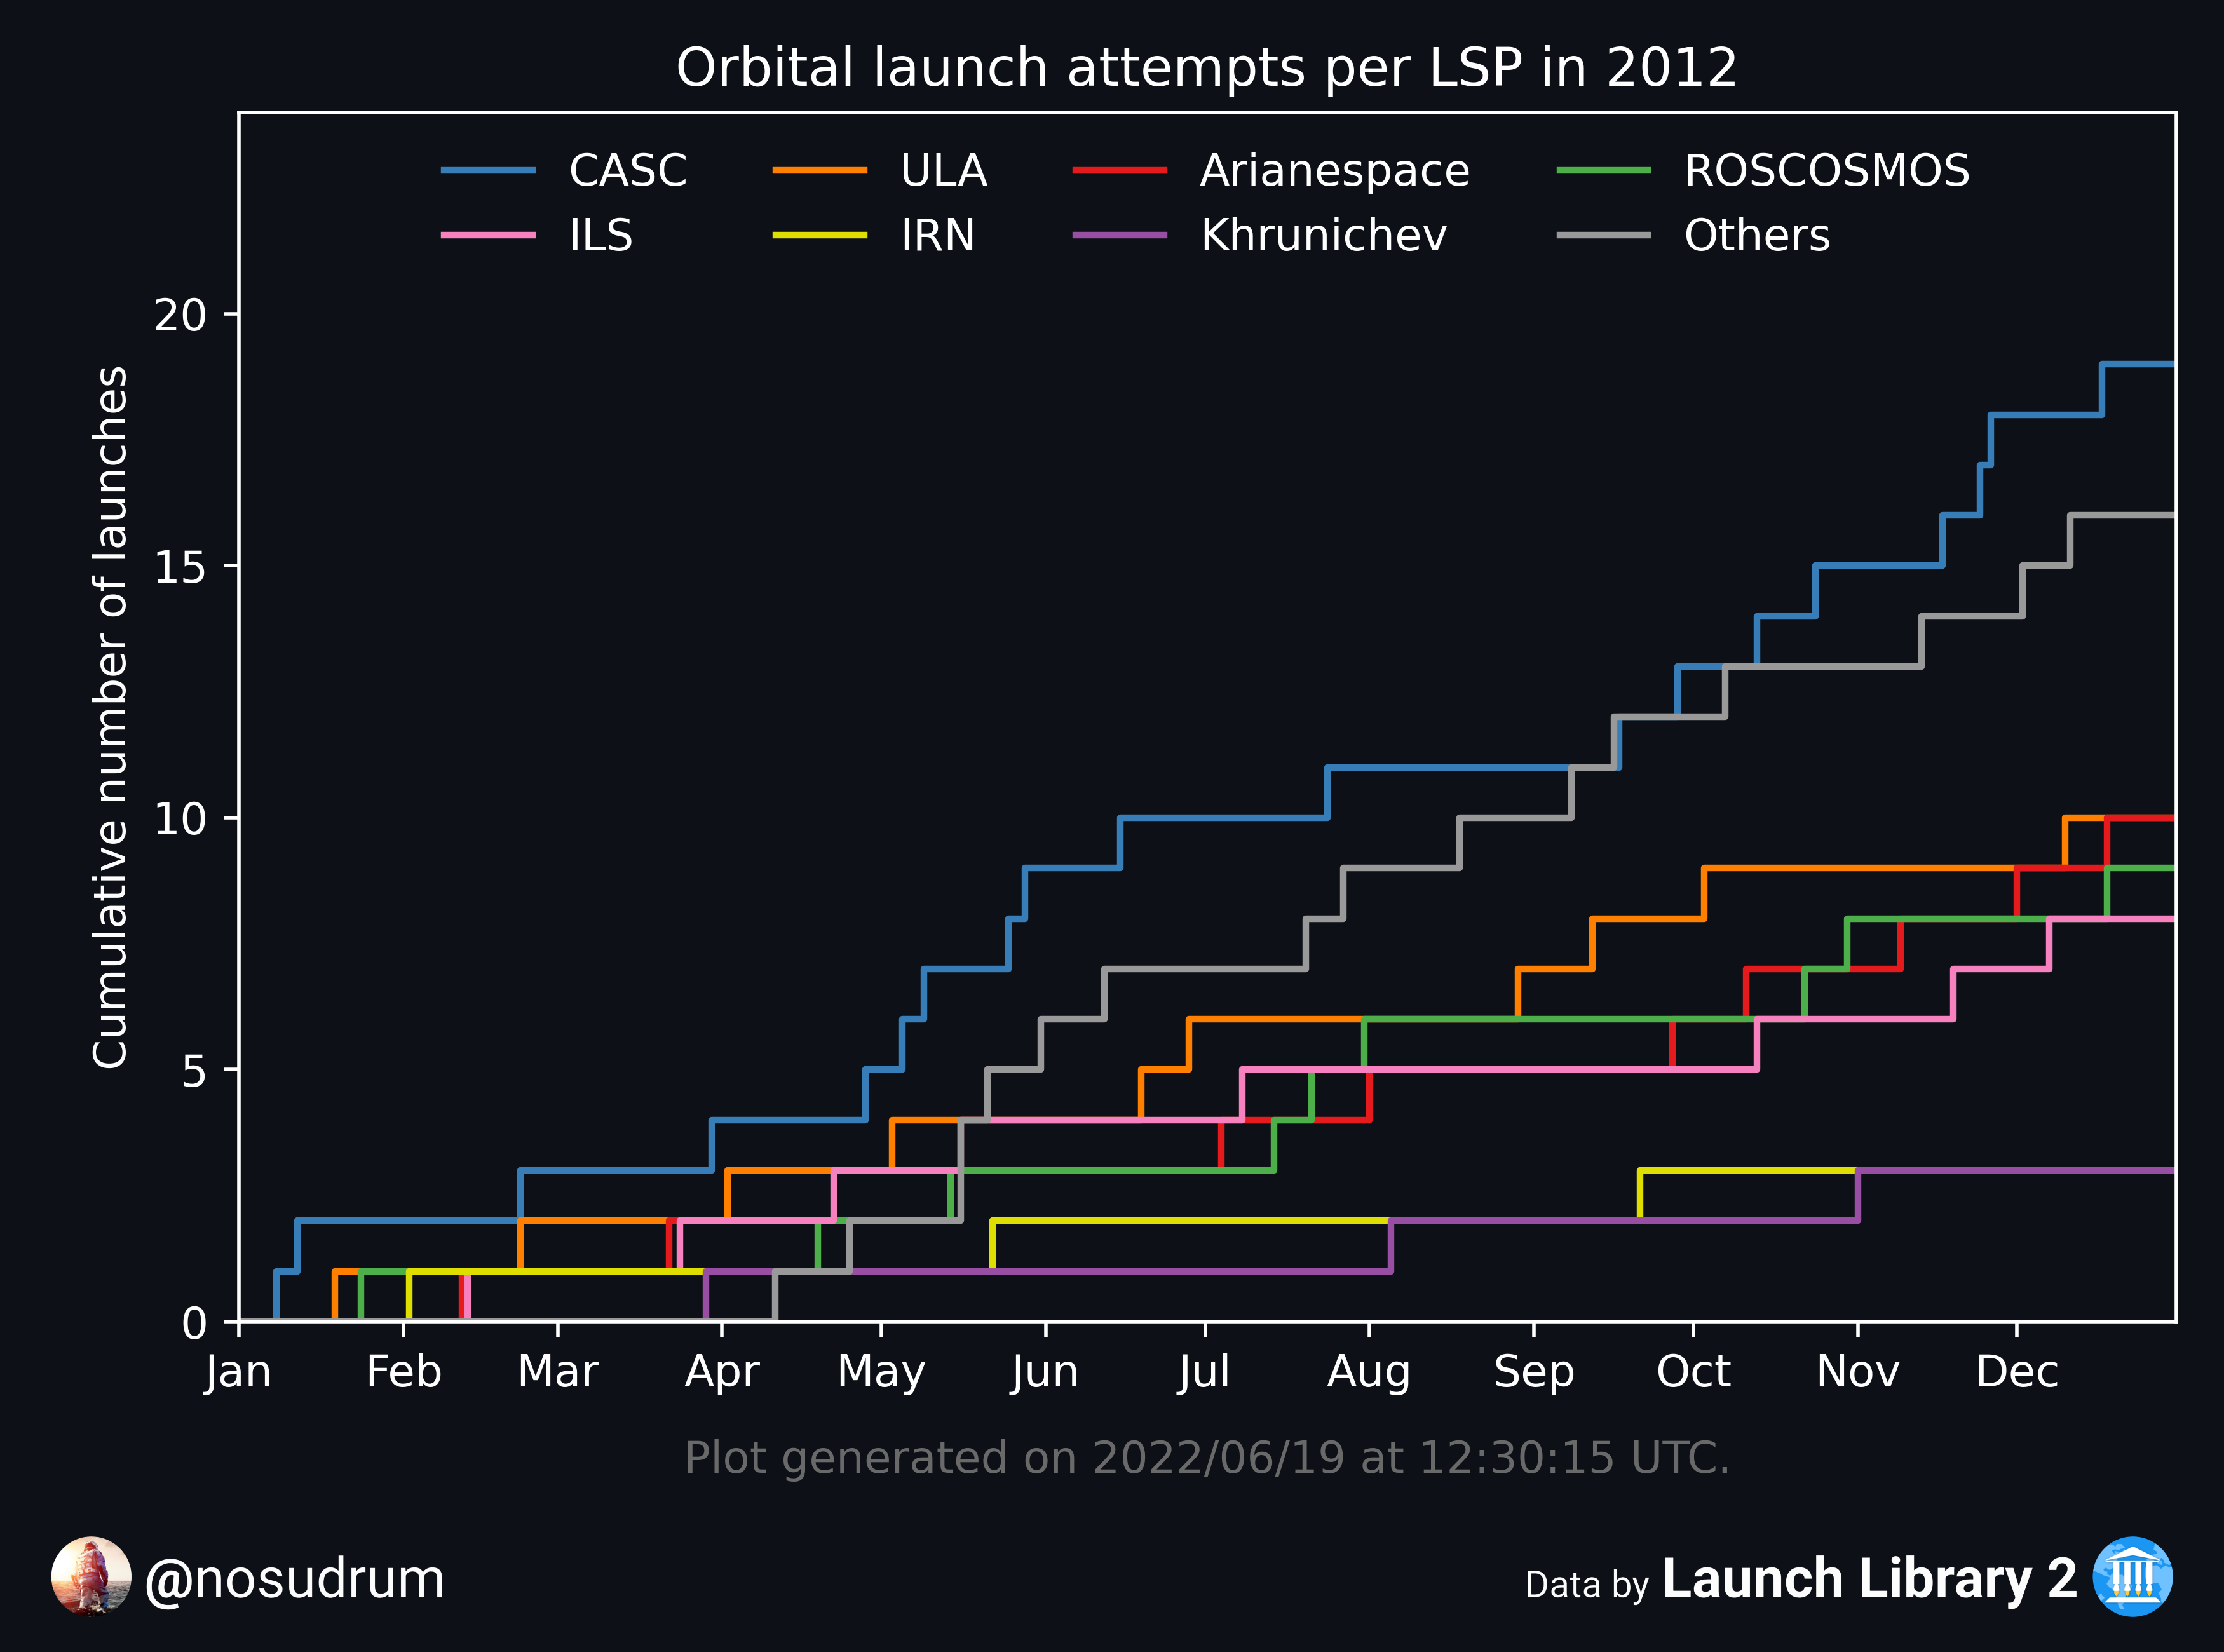 Orbital launch attempts per LSP in 2012
CASC ULA Arianespace ROSCOSMOS
ILS IRN Khrunichev Others
Cumulative number of launches
20
15
10
5
0
Jan Feb Mar Apr May Jun Jul Aug Sep Oct Nov Dec
Plot generated on 2022/06/19 at 12:30:15 UTC.
@nosudrum
Data by Launch Library 2